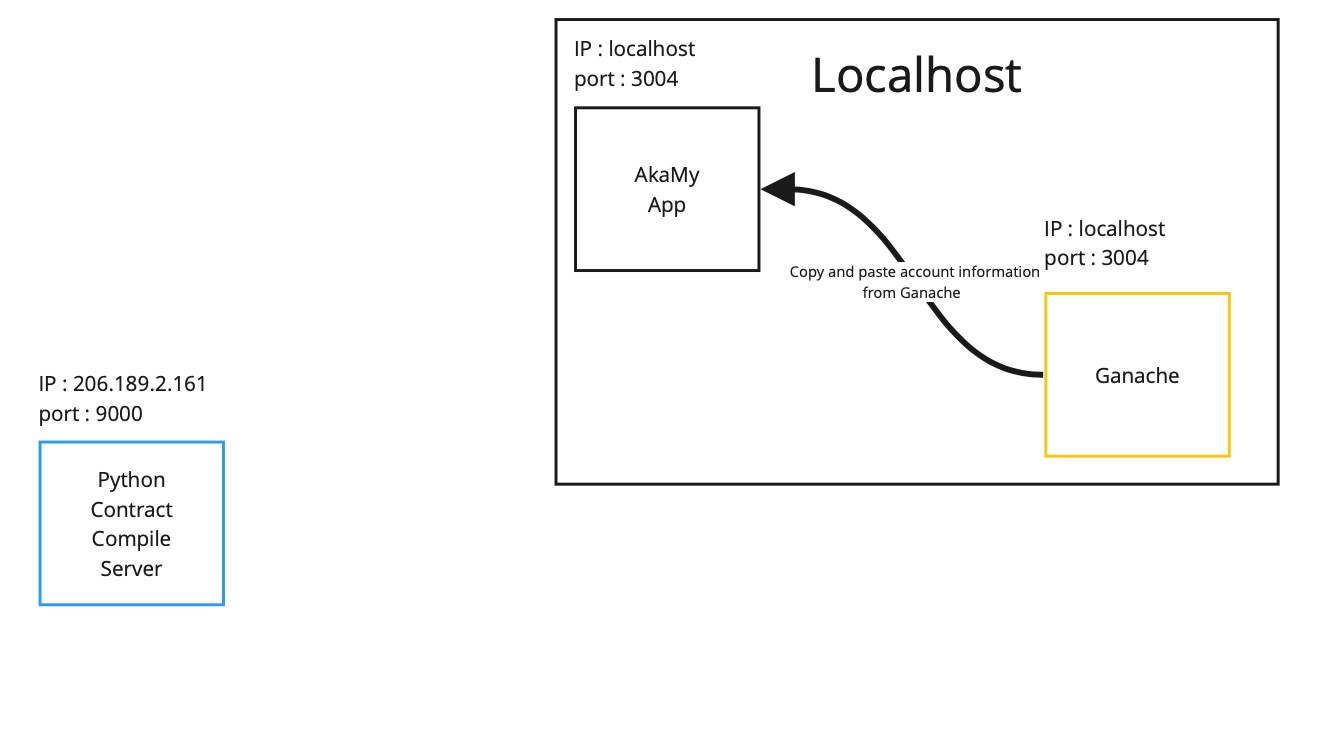 IP : localhost
port : 3004
Localhost
AkaMy
App
IP : localhost
port : 3004
Copy and paste account information
from Ganache
Ganache
IP : 206.189.2.161
port : 9000
Python
Contract
Compile
Server